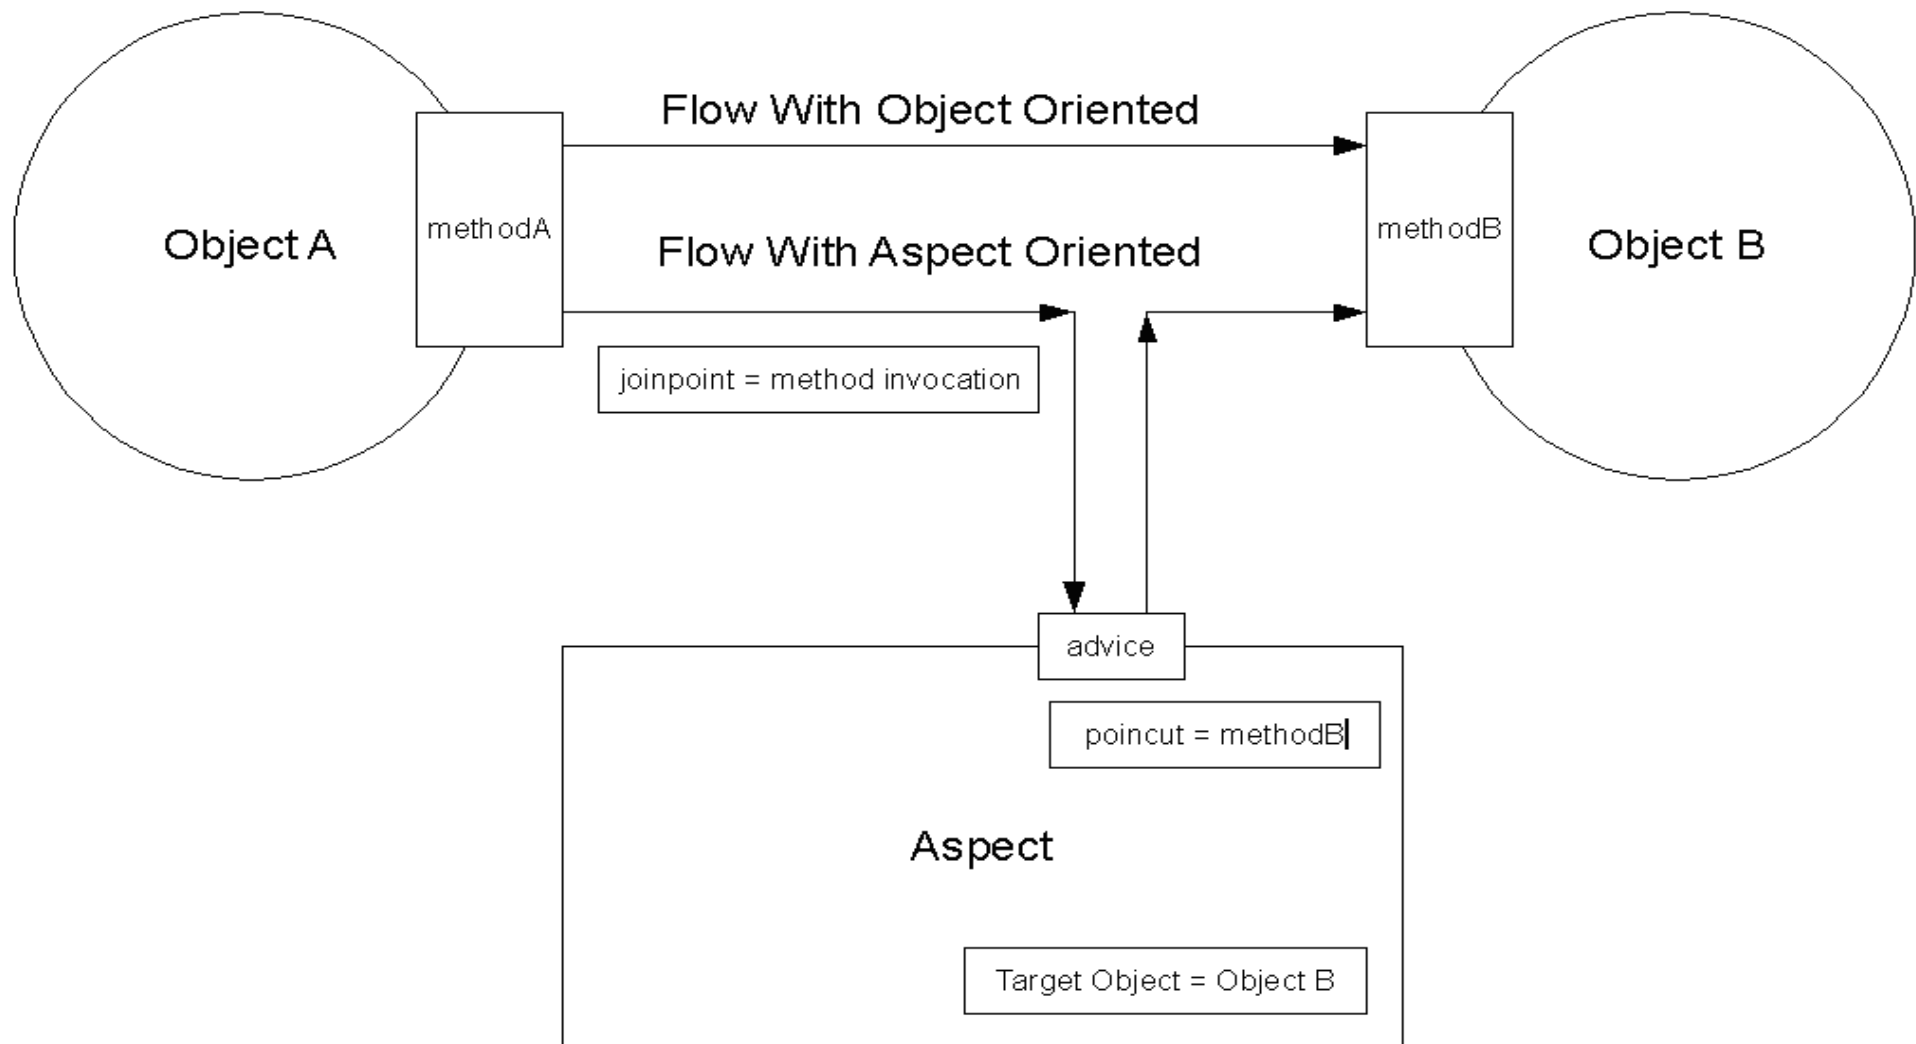 Flow With Object Oriented
Object A
methodA
methodB
Object B
Flow With Aspect Oriented
joinpoint = method invocation
advice
poincut = methodB
Aspect
Target Object = Object B